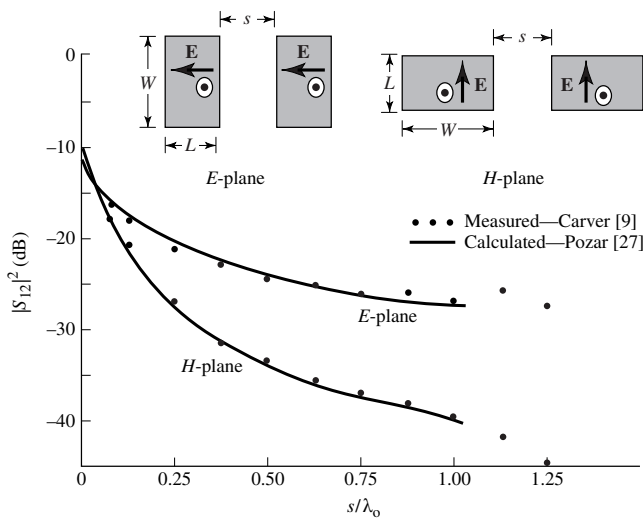 s
s
0
W
E
E
L
E
E
L
W
−10
E-plane
H-plane
Measured—Carver [9]
Calculated—Pozar [27]
−20
|S₁₂|² (dB)
E-plane
−30
H-plane
−40
0
0.25
0.50
0.75
1.00
1.25
s/λₒ